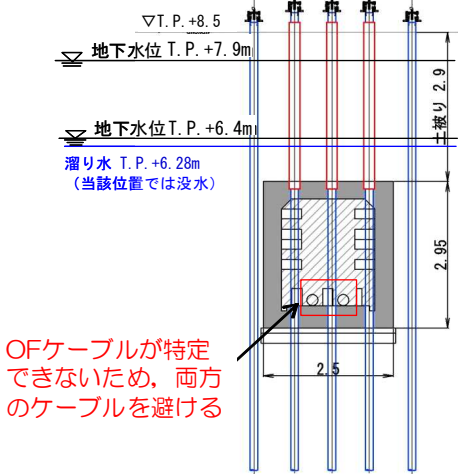 ▽T.P.+8.5
地下水位 T.P.+7.9m
地下水位T.P.+6.4m
溜り水 T.P.+6.28m
（当該位置では没水）
土被り 2.9
2.95
2.5
OFケーブルが特定
できないため，両方
のケーブルを避ける